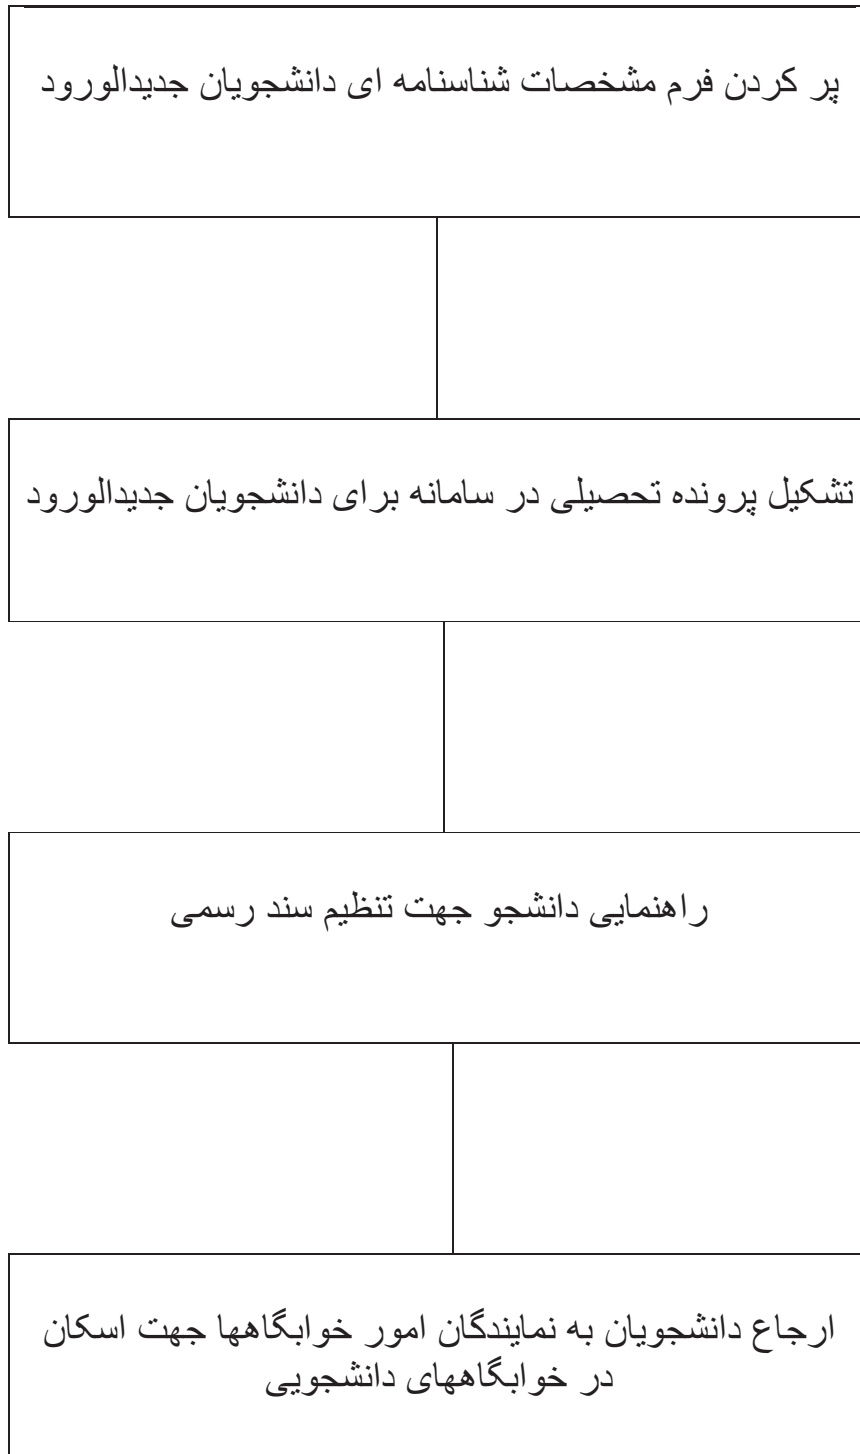 پر کردن فرم مشخصات شناسنامه ای دانشجویان جدیدالورود
تشکیل پرونده تحصیلی در سامانه برای دانشجویان جدیدالورود
راهنمایی دانشجو جهت تنظیم سند رسمی
ارجاع دانشجویان به نمایندگان امور خوابگاهها جهت اسکان
در خوابگاههای دانشجویی